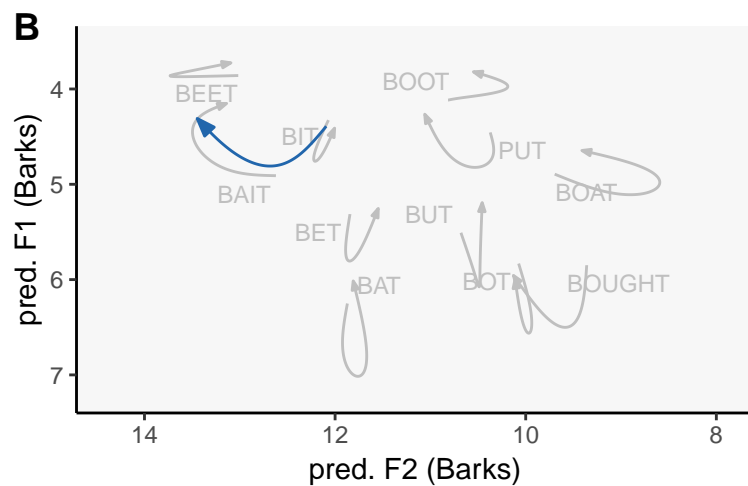 B
BEET
BOOT
BIT
PUT
BAIT
BOAT
BET
BUT
BAT
BOT
BOUGHT
4
5
6
7
14
12
10
8
pred. F1 (Barks)
pred. F2 (Barks)